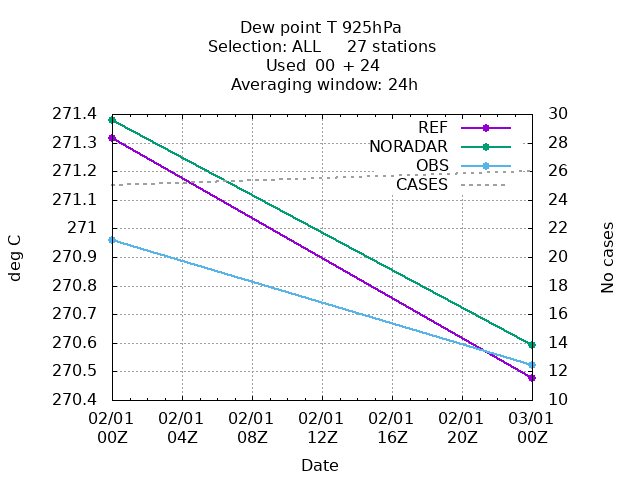 Dew point T 925hPa
Selection: ALL 27 stations
Used 00 + 24
Averaging window: 24h
271.4
271.3
271.2
271.1
271
270.9
270.8
270.7
270.6
270.5
270.4
deg C
REF
NORADAR
OBS
CASES
30
28
26
24
22
20
18
16
14
12
10
No cases
02/01 02/01 02/01 02/01 02/01 02/01 03/01
00Z 04Z 08Z 12Z 16Z 20Z 00Z
Date